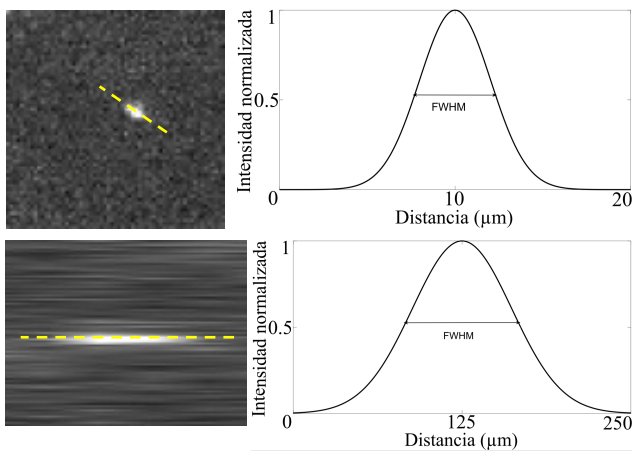 Intensidad normalizada
1
0.5
0
FWHM
10
20
Distancia (µm)
Intensidad normalizada
1
0.5
0
FWHM
125
250
Distancia (µm)